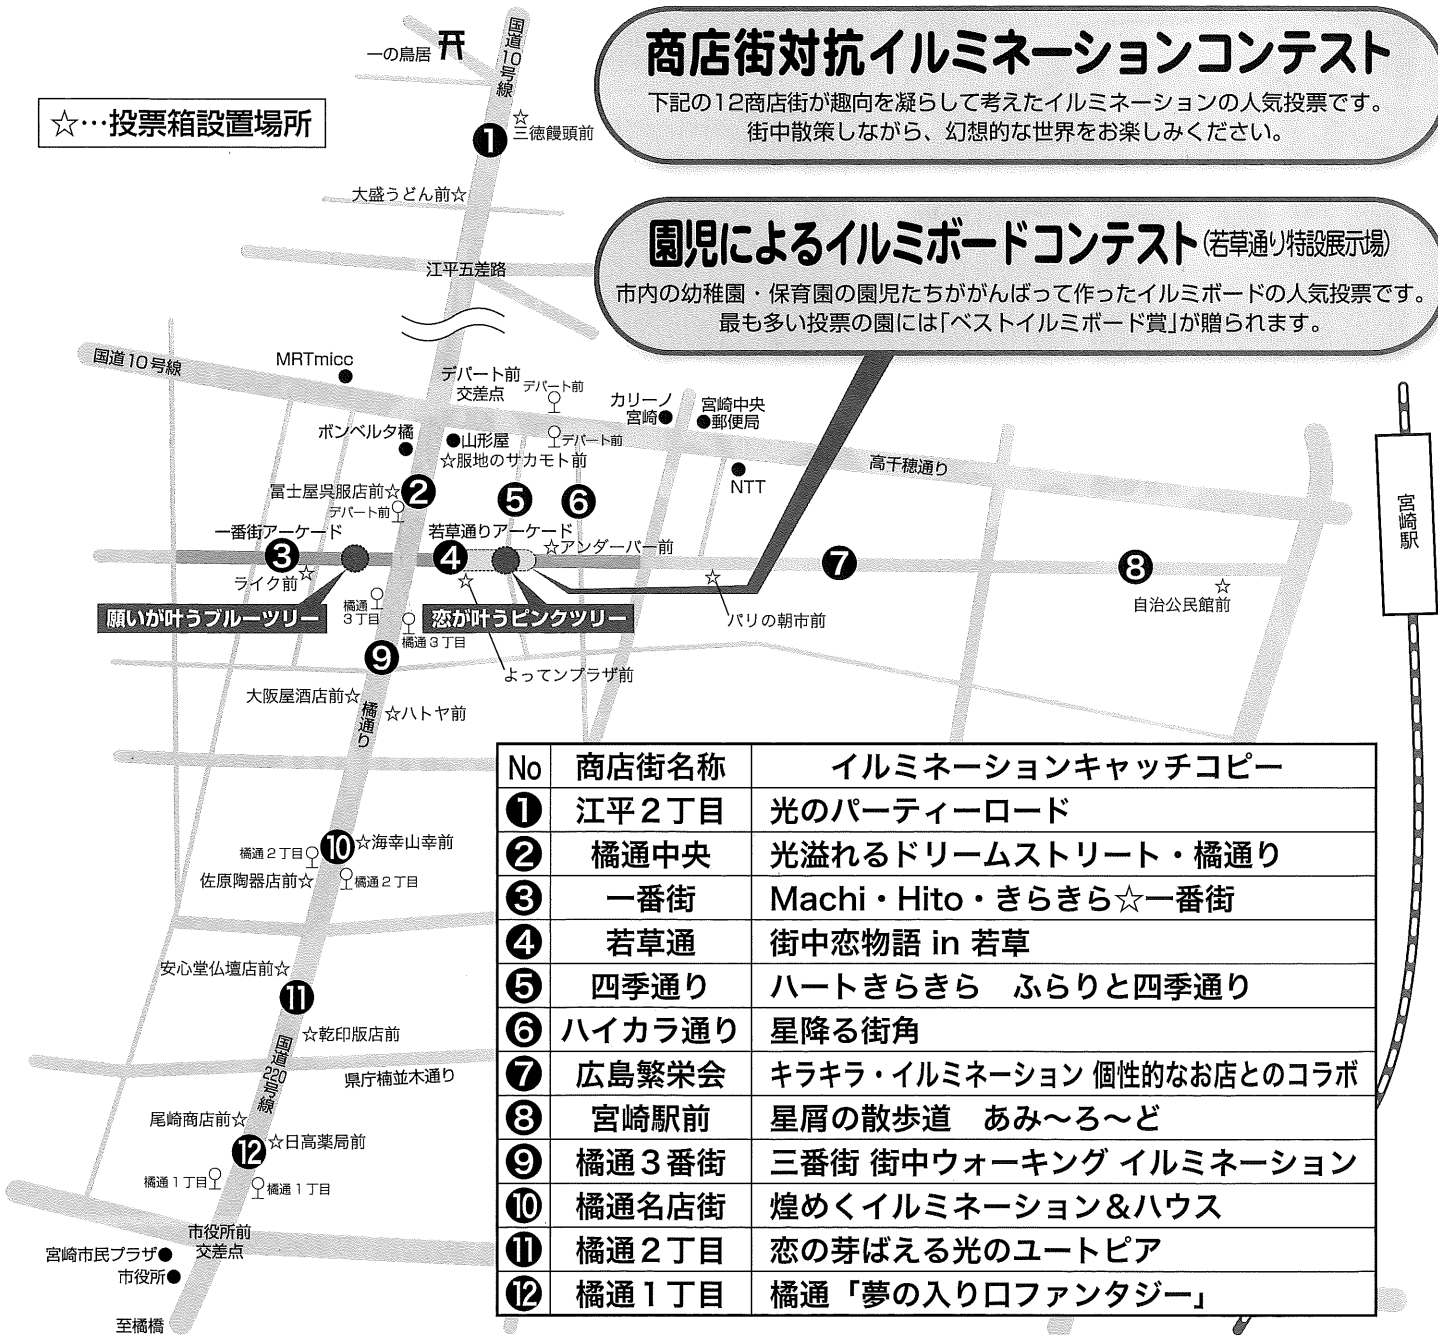 商店街対抗イルミネーションコンテスト
下記の12商店街が趣向を凝らして考えたイルミネーションの人気投票です。
街中散策しながら、幻想的な世界をお楽しみください。
園児によるイルミボードコンテスト(若草通り特設展示場)
市内の幼稚園・保育園の園児たちががんばって作ったイルミボードの人気投票です。
最も多い投票の園には「ベストイルミボード賞」が贈られます。
☆…投票箱設置場所
一の鳥居
国道10号線
☆
三徳饅頭前
❶
大盛うどん前☆
江平五差路
国道10号線
MRTmicc
デパート前
交差点
デパート前
デパート前
カリーノ
宮崎
宮崎中央
郵便局
ボンベルタ橘
山形屋
☆服地のサカモト前
NTT
高千穂通り
宮崎駅
冨士屋呉服店前☆
❷
デパート前
❺
❻
一番街アーケード
若草通りアーケード
☆アンダーバー前
❸
❹
❼
❽
ライク前☆
☆
☆
パリの朝市前
☆
自治公民館前
願いが叶うブルーツリー
恋が叶うピンクツリー
橘通
3丁目
橘通3丁目
❾
よってンプラザ前
大阪屋酒店前☆
☆ハトヤ前
橘通り
❿
☆海幸山幸前
橘通2丁目
橘通2丁目
佐原陶器店前☆
安心堂仏壇店前☆
⓫
☆乾印版店前
国道220号線
県庁楠並木通り
尾崎商店前☆
⓬
☆日高薬局前
橘通1丁目
橘通1丁目
市役所前
交差点
宮崎市民プラザ
市役所
至橘橋
No 商店街名称 イルミネーションキャッチコピー
❶ 江平2丁目 光のパーティーロード
❷ 橘通中央 光溢れるドリームストリート・橘通り
❸ 一番街 Machi・Hito・きらきら☆一番街
❹ 若草通 街中恋物語 in 若草
❺ 四季通り ハートきらきら　ふらりと四季通り
❻ ハイカラ通り 星降る街角
❼ 広島繁栄会 キラキラ・イルミネーション 個性的なお店とのコラボ
❽ 宮崎駅前 星屑の散歩道　あみ〜ろ〜ど
❾ 橘通3番街 三番街 街中ウォーキング イルミネーション
❿ 橘通名店街 煌めくイルミネーション&ハウス
⓫ 橘通2丁目 恋の芽ばえる光のユートピア
⓬ 橘通1丁目 橘通「夢の入り口ファンタジー」